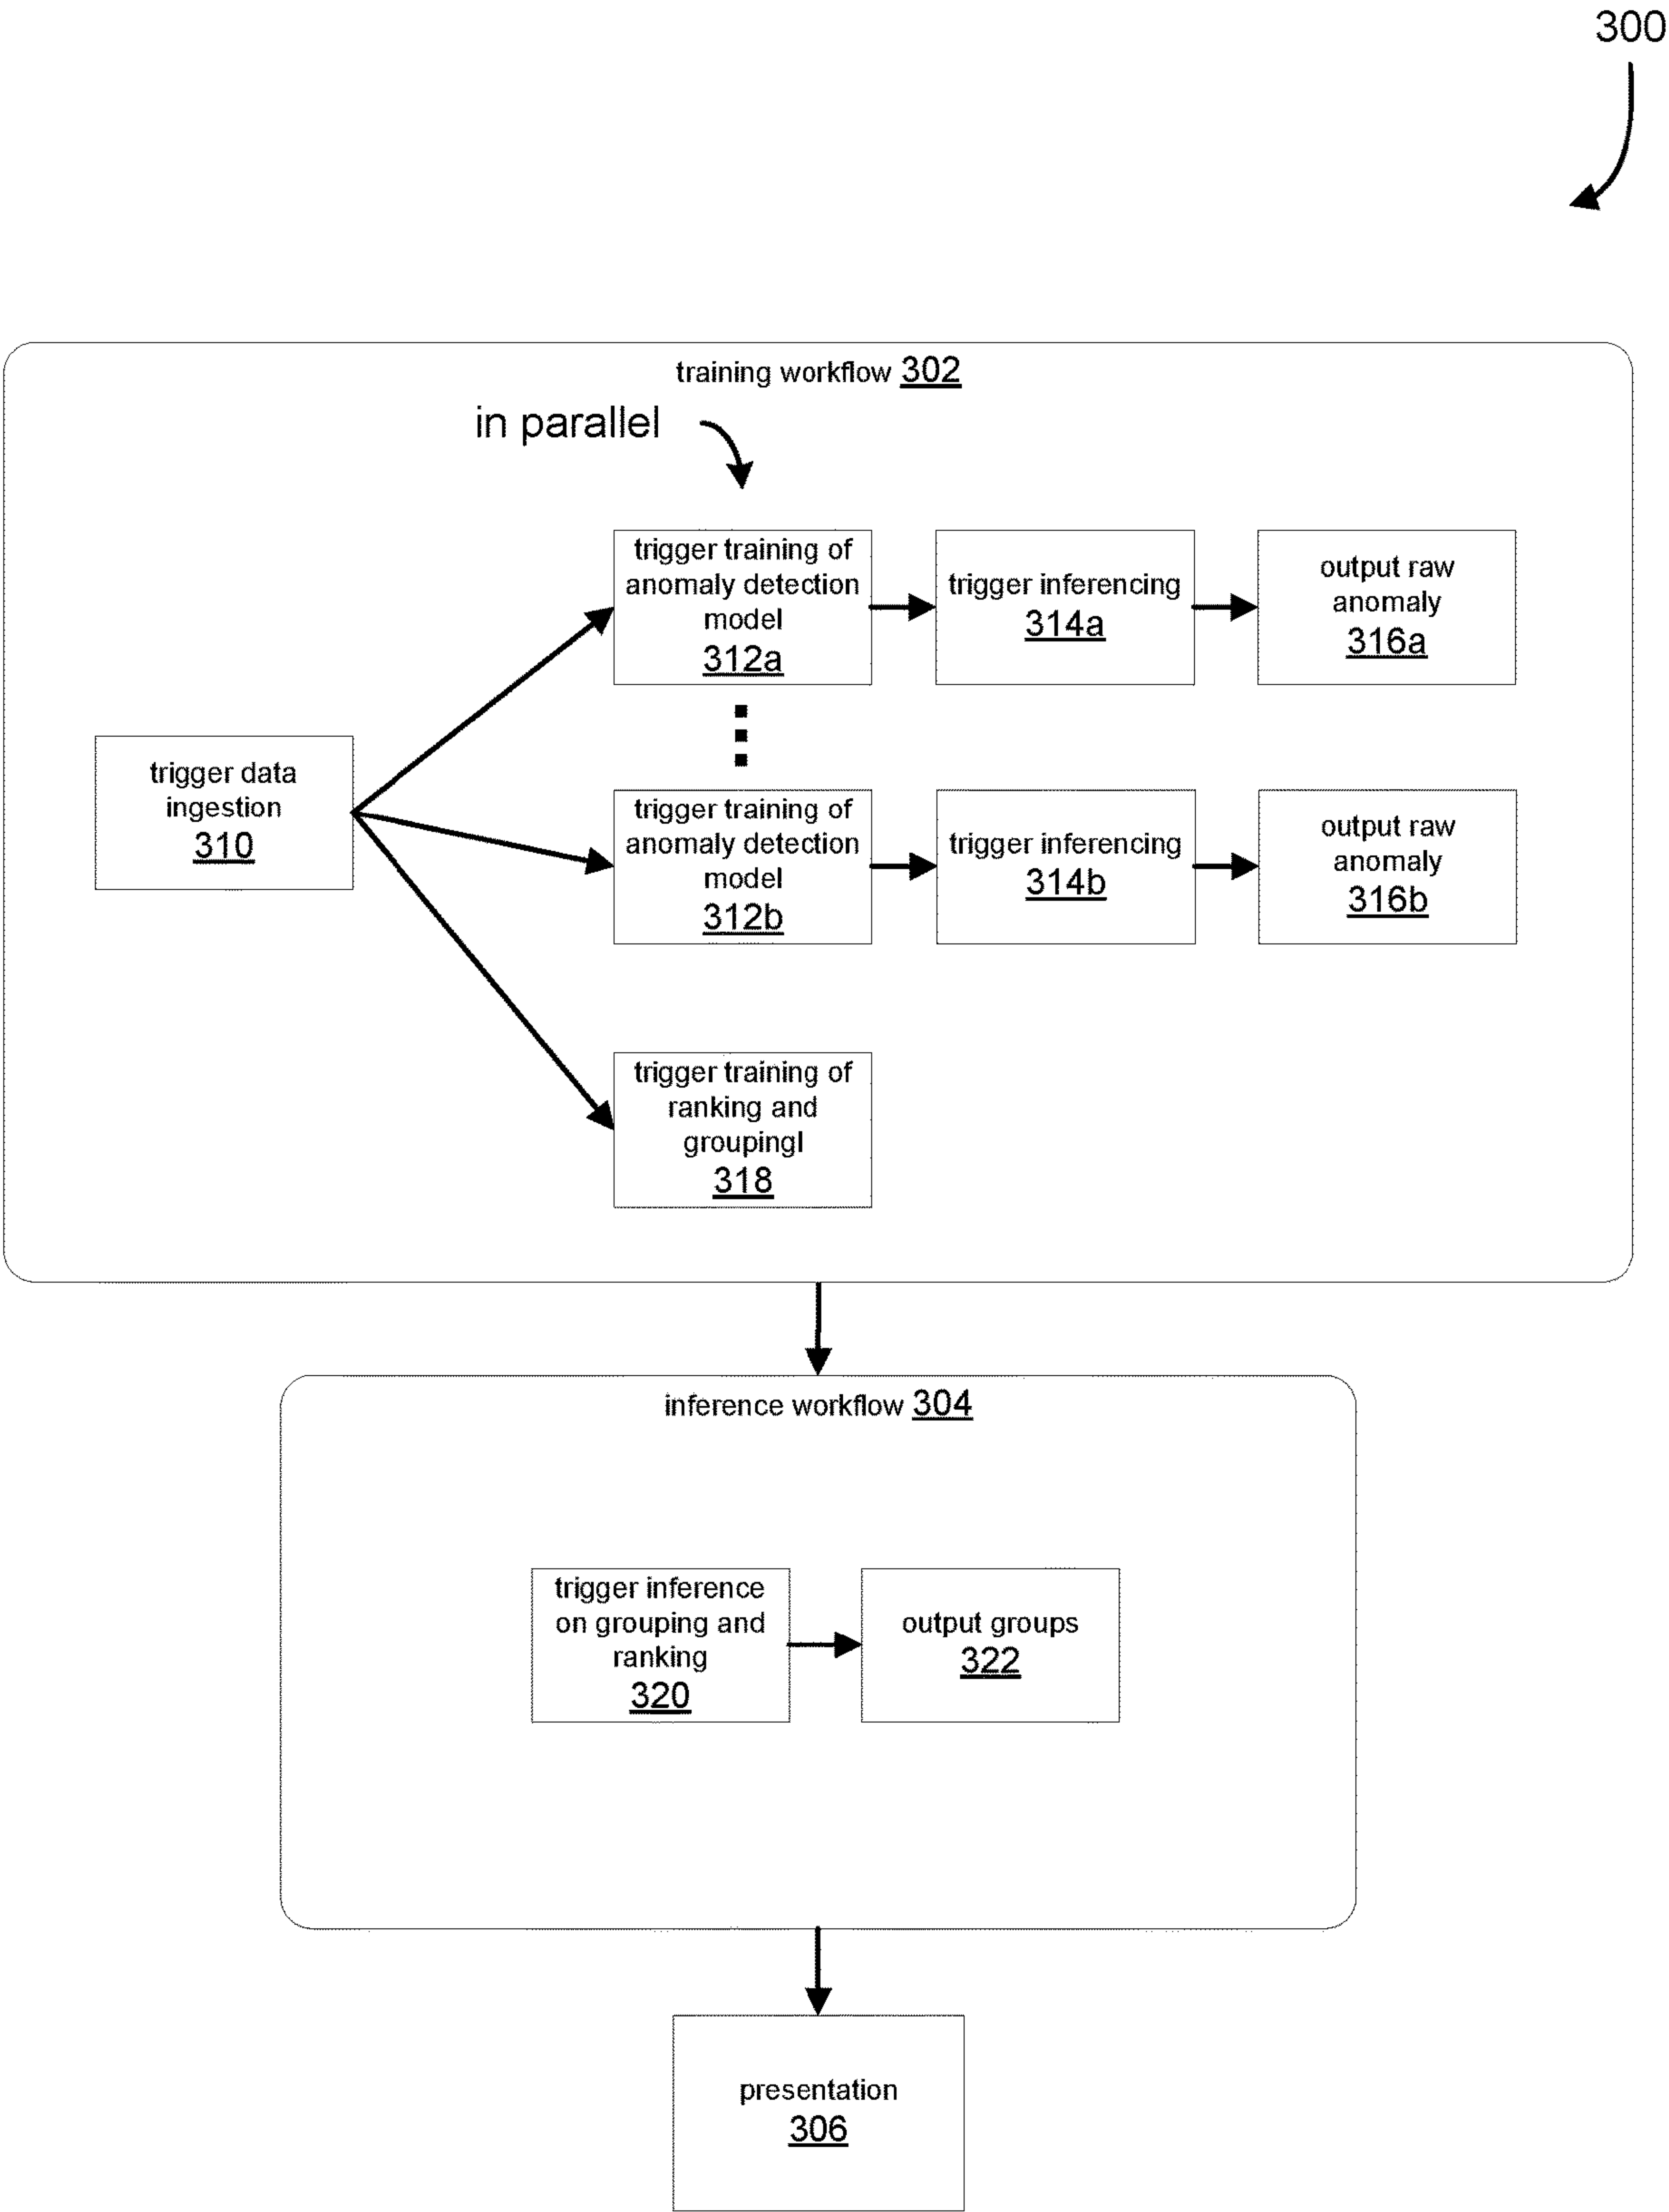 300
training workflow 302
in parallel
trigger training of
anomaly detection
model
312a
trigger inferencing
314a
output raw
anomaly
316a
trigger data
ingestion
310
trigger training of
anomaly detection
model
312b
trigger inferencing
314b
output raw
anomaly
316b
trigger training of
ranking and
groupingl
318
inference workflow 304
trigger inference
on grouping and
ranking
320
output groups
322
presentation
306